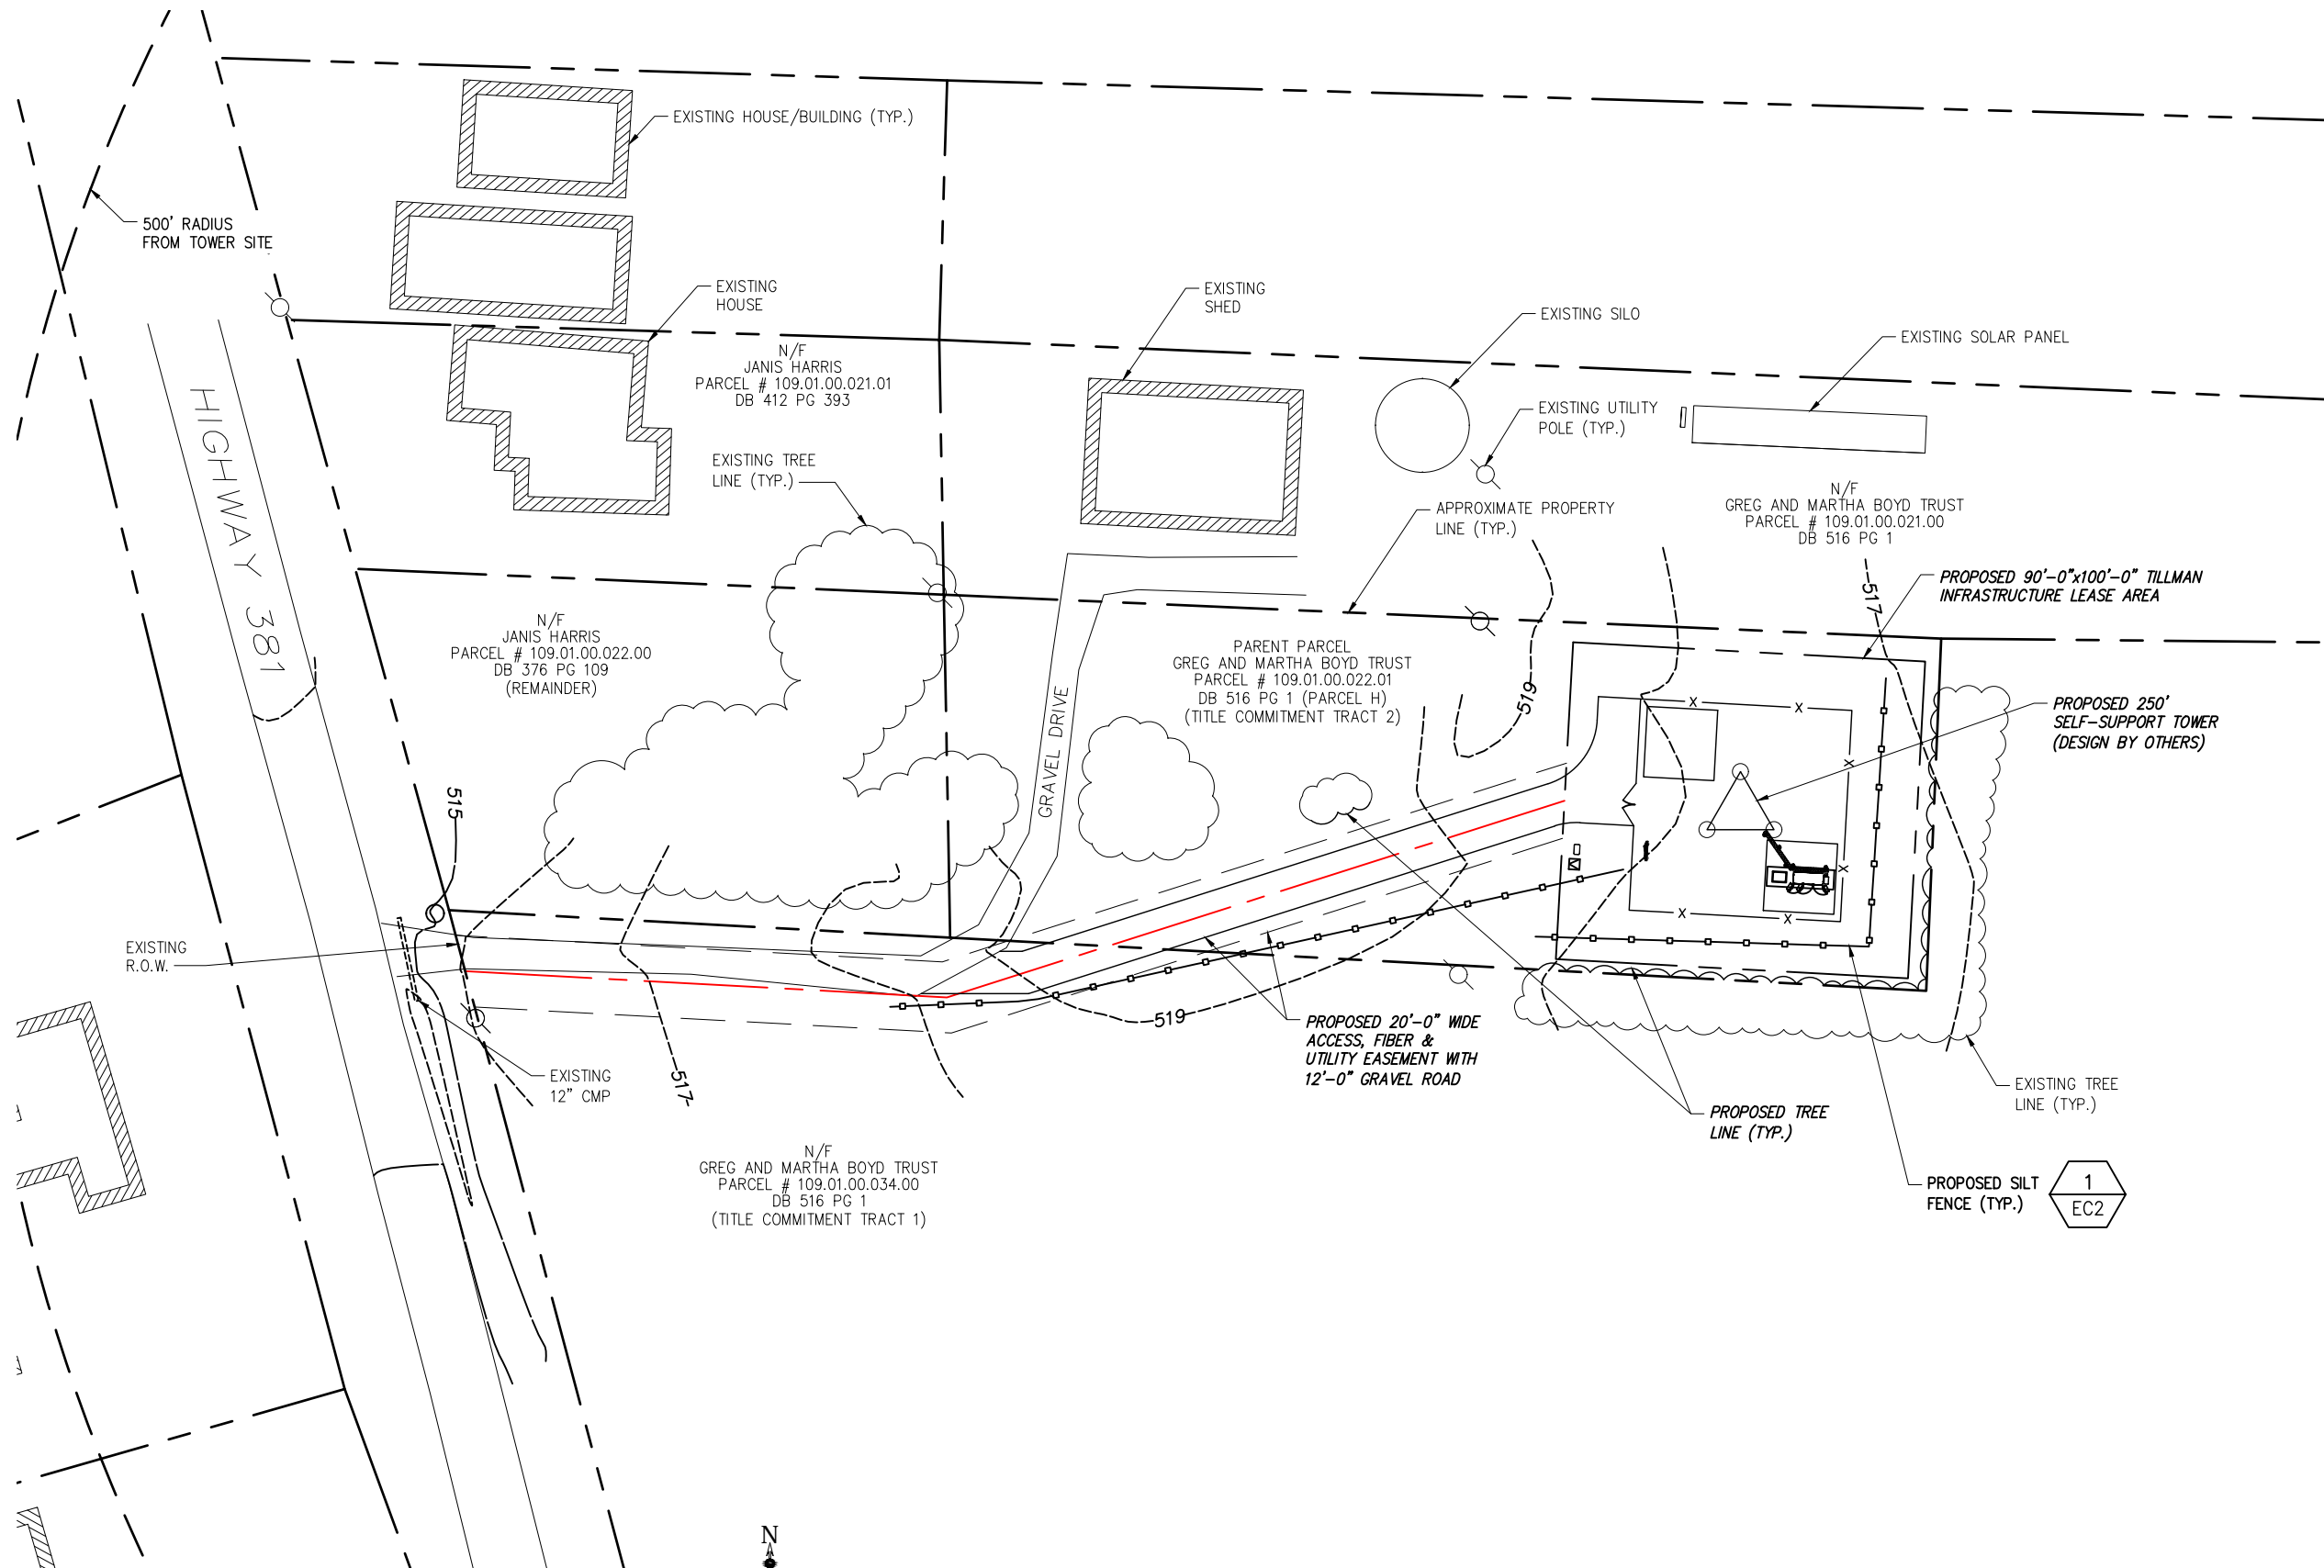 EXISTING HOUSE/BUILDING (TYP.)
500' RADIUS
FROM TOWER SITE
EXISTING
HOUSE
EXISTING
SHED
EXISTING SILO
EXISTING SOLAR PANEL
N/F
JANIS HARRIS
PARCEL # 109.01.00.021.01
DB 412 PG 393
HIGHWAY 381
EXISTING TREE
LINE (TYP.)
EXISTING UTILITY
POLE (TYP.)
APPROXIMATE PROPERTY
LINE (TYP.)
N/F
GREG AND MARTHA BOYD TRUST
PARCEL # 109.01.00.021.00
DB 516 PG 1
517
PROPOSED 90'-0"x100'-0" TILLMAN
INFRASTRUCTURE LEASE AREA
N/F
JANIS HARRIS
PARCEL # 109.01.00.022.00
DB 376 PG 109
(REMAINDER)
PARENT PARCEL
GREG AND MARTHA BOYD TRUST
PARCEL # 109.01.00.022.01
DB 516 PG 1 (PARCEL H)
(TITLE COMMITMENT TRACT 2)
519
GRAVEL DRIVE
PROPOSED 250'
SELF-SUPPORT TOWER
(DESIGN BY OTHERS)
X
X
X
X
X
X
515
EXISTING
R.O.W.
519
PROPOSED 20'-0" WIDE
ACCESS, FIBER &
UTILITY EASEMENT WITH
12'-0" GRAVEL ROAD
EXISTING
12" CMP
517
EXISTING TREE
LINE (TYP.)
PROPOSED TREE
LINE (TYP.)
N/F
GREG AND MARTHA BOYD TRUST
PARCEL # 109.01.00.034.00
DB 516 PG 1
(TITLE COMMITMENT TRACT 1)
PROPOSED SILT
FENCE (TYP.)
1
EC2
N